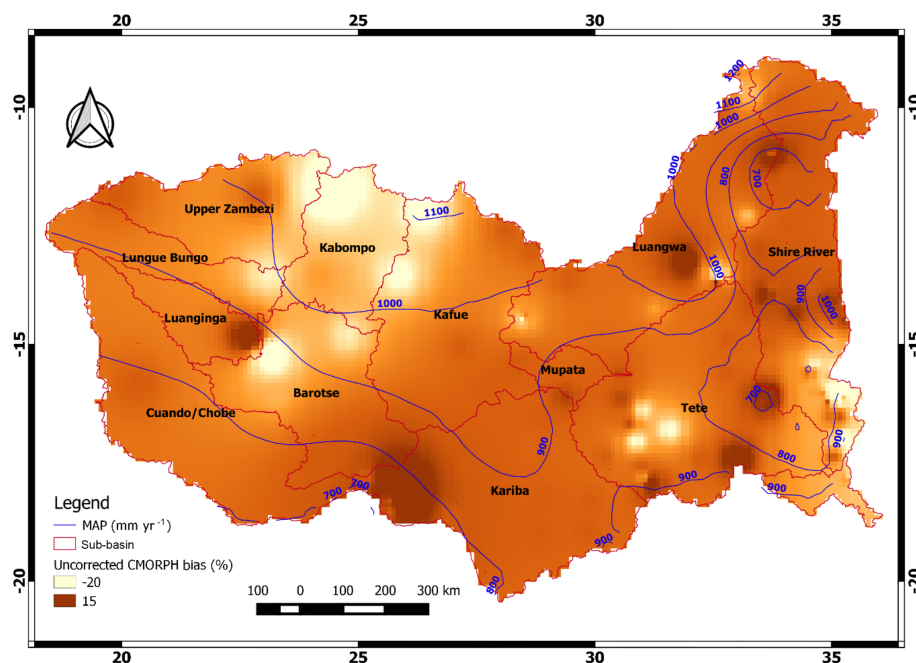 20 25 30 35
-10 -10
-15 -15
-20 -20
20 25 30 35
1200
1100
1000
1000
800
700
1100
Upper Zambezi
Kabompo
Luangwa
Shire River
Lungue Bungo
1000
900
1000
1000
Luanginga
Kafue
Mupata
Barotse
Tete
700
Cuando/Chobe
900
900
800
700
700
Kariba
900
900
900
800
Legend
MAP (mm yr⁻¹)
Sub-basin
Uncorrected CMORPH bias (%)
-20
15
100 0 100 200 300 km